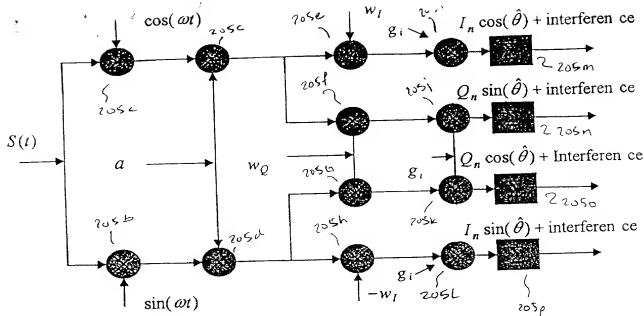 cos(ωt)
205c
205e
w_I
g_i
I_n cos(θ̂) + interferen ce
205a
205f
205j
205m
Q_n sin(θ̂) + interferen ce
S(t)
a
w_Q
205n
205G
g_i
Q_n cos(θ̂) + Interferen ce
205b
205d
205h
205k
205o
I_n sin(θ̂) + interferen ce
g_i
sin(ωt)
-w_I
205L
205p